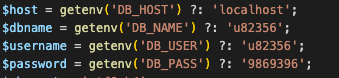 $host = getenv('DB_HOST') ?: 'localhost';
$dbname = getenv('DB_NAME') ?: 'u82356';
$username = getenv('DB_USER') ?: 'u82356';
$password = getenv('DB_PASS') ?: '9869396';